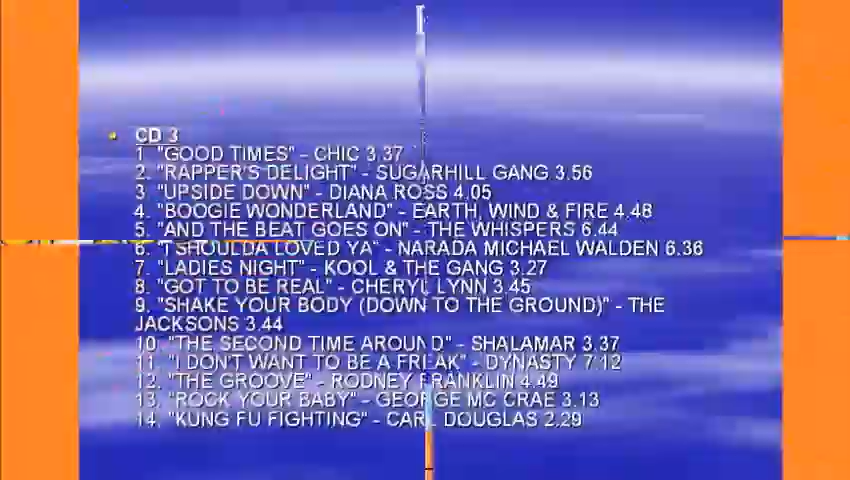 CD 3
1. "GOOD TIMES" - CHIC 3.37
2. "RAPPER'S DELIGHT" - SUGARHILL GANG 3.56
3. "UPSIDE DOWN" - DIANA ROSS 4.05
4. "BOOGIE WONDERLAND" - EARTH, WIND & FIRE 4.48
5. "AND THE BEAT GOES ON" - THE WHISPERS 6.44
6. "I SHOULDA LOVED YA" - NARADA MICHAEL WALDEN 6.36
7. "LADIES NIGHT" - KOOL & THE GANG 3.27
8. "GOT TO BE REAL" - CHERYL LYNN 3.45
9. "SHAKE YOUR BODY (DOWN TO THE GROUND)" - THE
JACKSONS 3.44
10. "THE SECOND TIME AROUND" - SHALAMAR 3.37
11. "I DON'T WANT TO BE A FREAK" - DYNASTY 7.12
12. "THE GROOVE" - RODNEY FRANKLIN 4.49
13. "ROCK YOUR BABY" - GEORGE MC CRAE 3.13
14. "KUNG FU FIGHTING" - CARL DOUGLAS 2.29